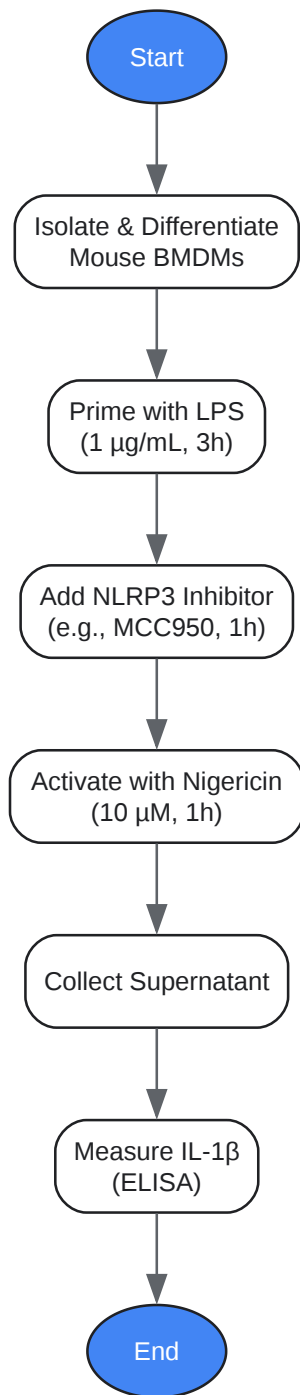 Start
Isolate & Differentiate
Mouse BMDMs
Prime with LPS
(1 µg/mL, 3h)
Add NLRP3 Inhibitor
(e.g., MCC950, 1h)
Activate with Nigericin
(10 µM, 1h)
Collect Supernatant
Measure IL-1β
(ELISA)
End